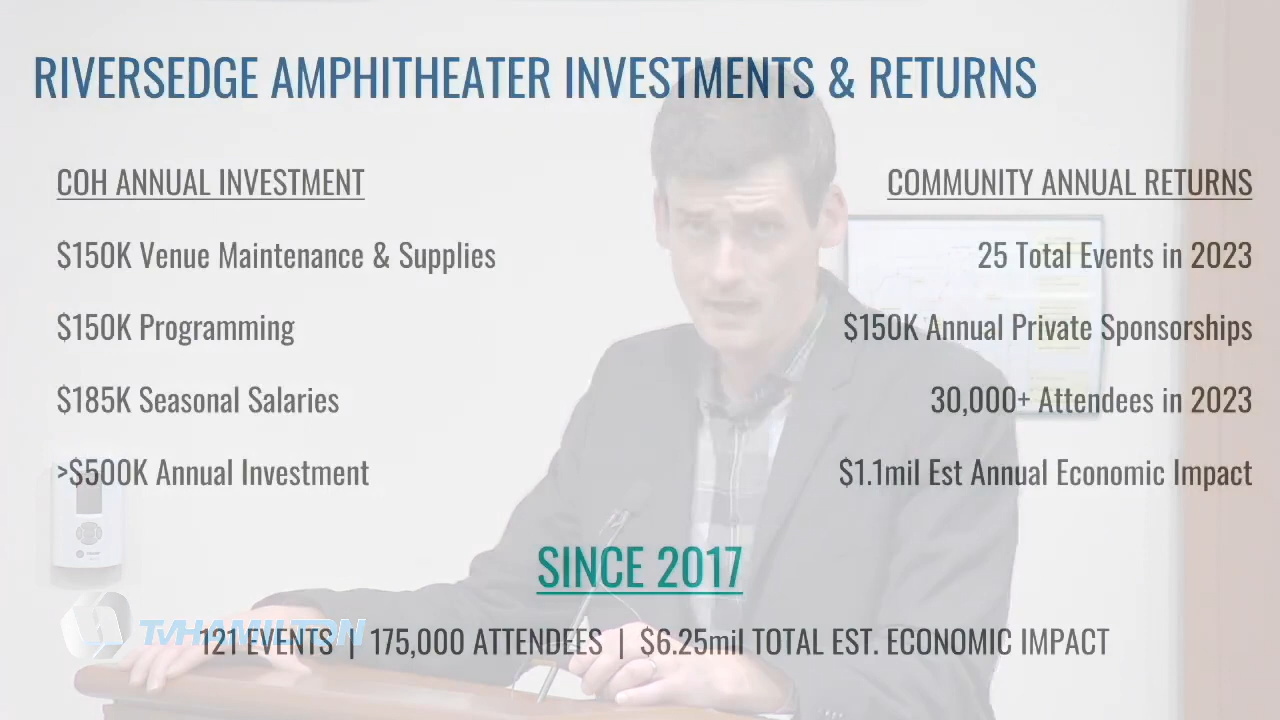 RIVERSEDGE AMPHITHEATER INVESTMENTS & RETURNS
COH ANNUAL INVESTMENT
$150K Venue Maintenance & Supplies
$150K Programming
$185K Seasonal Salaries
>$500K Annual Investment
COMMUNITY ANNUAL RETURNS
25 Total Events in 2023
$150K Annual Private Sponsorships
30,000+ Attendees in 2023
$1.1mil Est Annual Economic Impact
SINCE 2017
121 EVENTS | 175,000 ATTENDEES | $6.25mil TOTAL EST. ECONOMIC IMPACT
TVHAMILTON